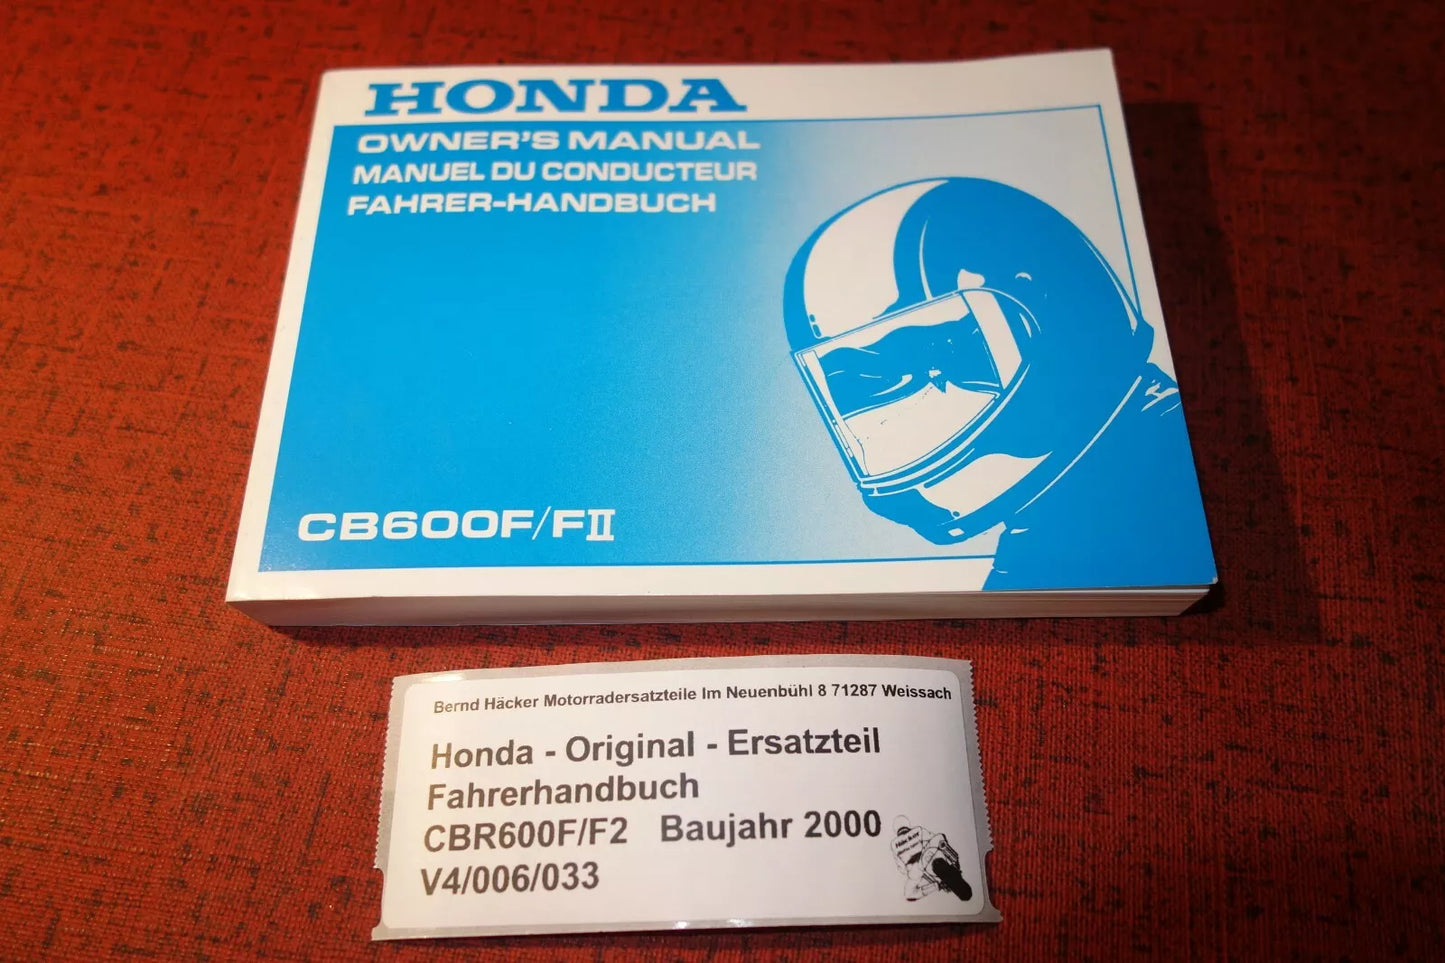 HONDA
OWNER'S MANUAL
MANUEL DU CONDUCTEUR
FAHRER-HANDBUCH
CB600F/FII
Bernd Häcker Motorradersatzteile Im Neuenbühl 8 71287 Weissach
Honda - Original - Ersatzteil
Fahrerhandbuch
CBR600F/F2 Baujahr 2000
V4/006/033